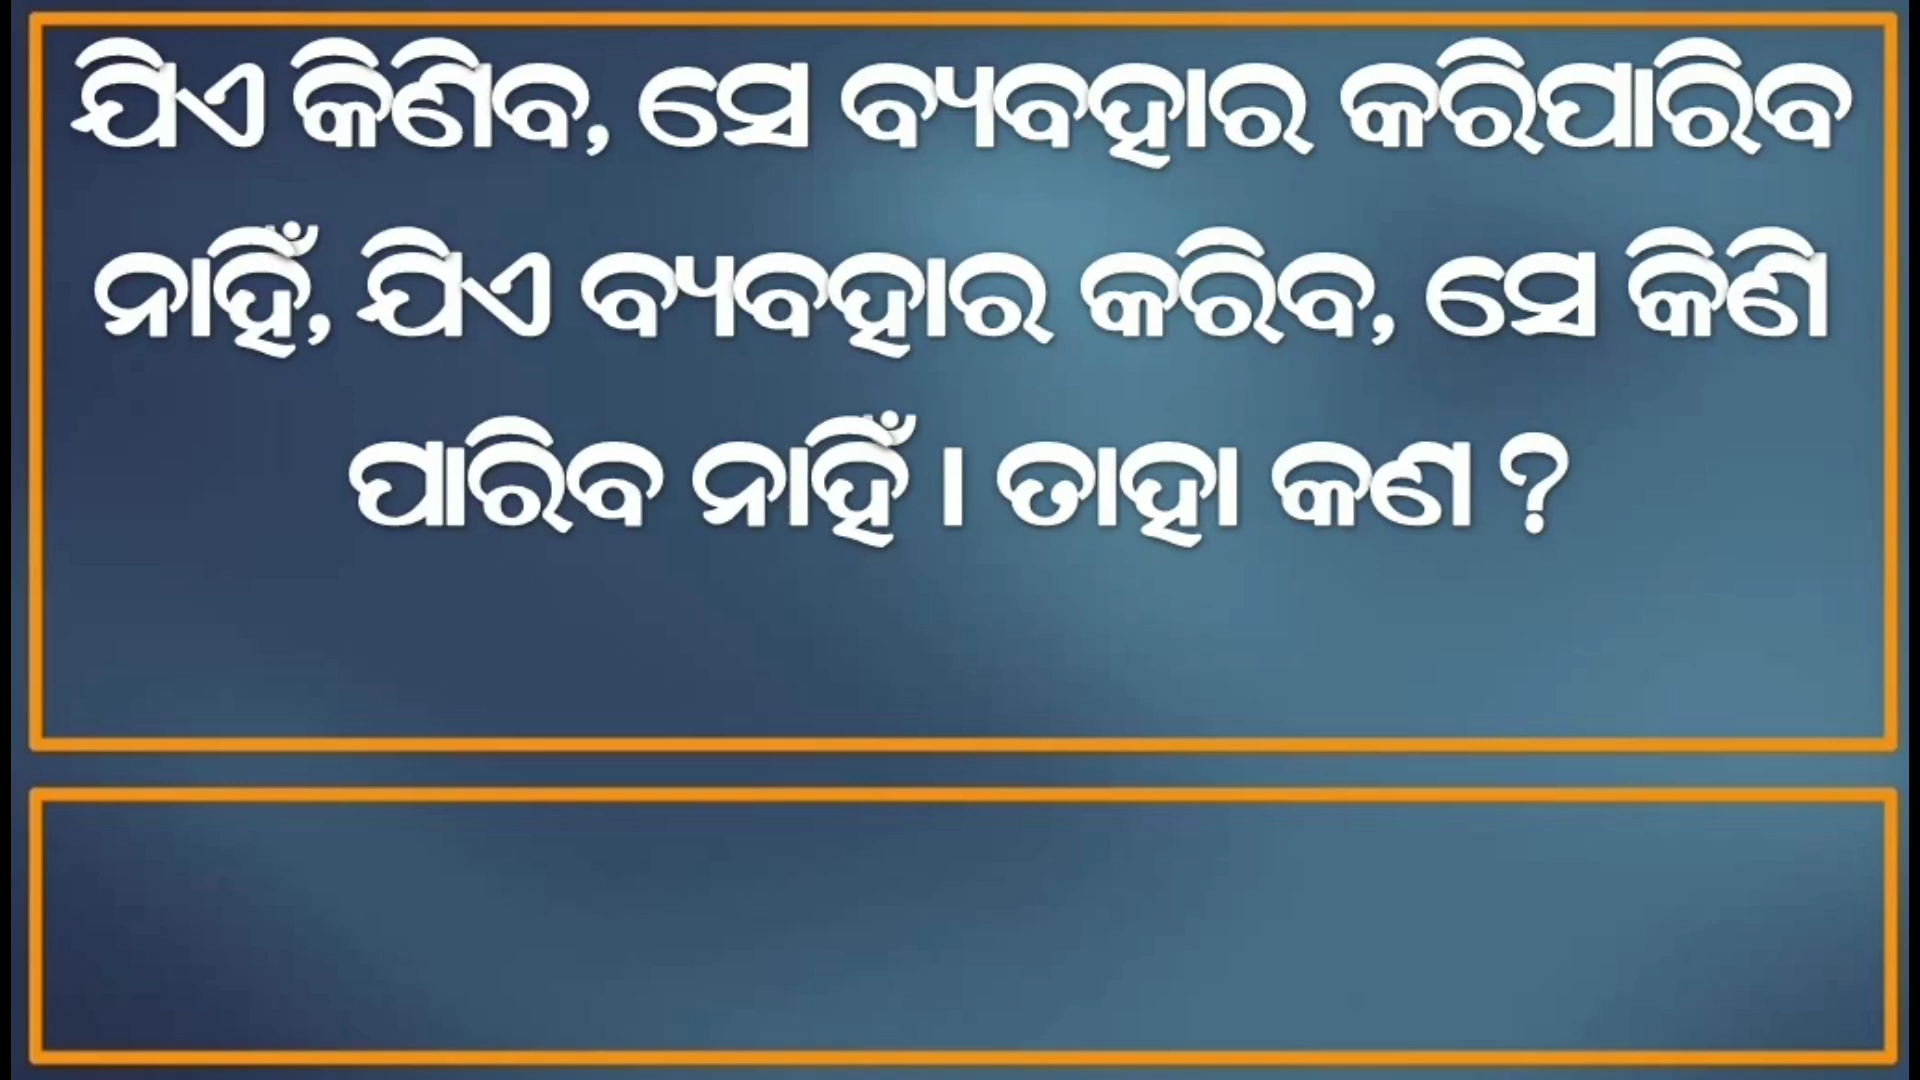 ଯିଏ କିଣିବ, ସେ ବ୍ୟବହାର କରିପାରିବ
ନାହିଁ, ଯିଏ ବ୍ୟବହାର କରିବ, ସେ କିଣି
ପାରିବ ନାହିଁ । ତାହା କଣ ?